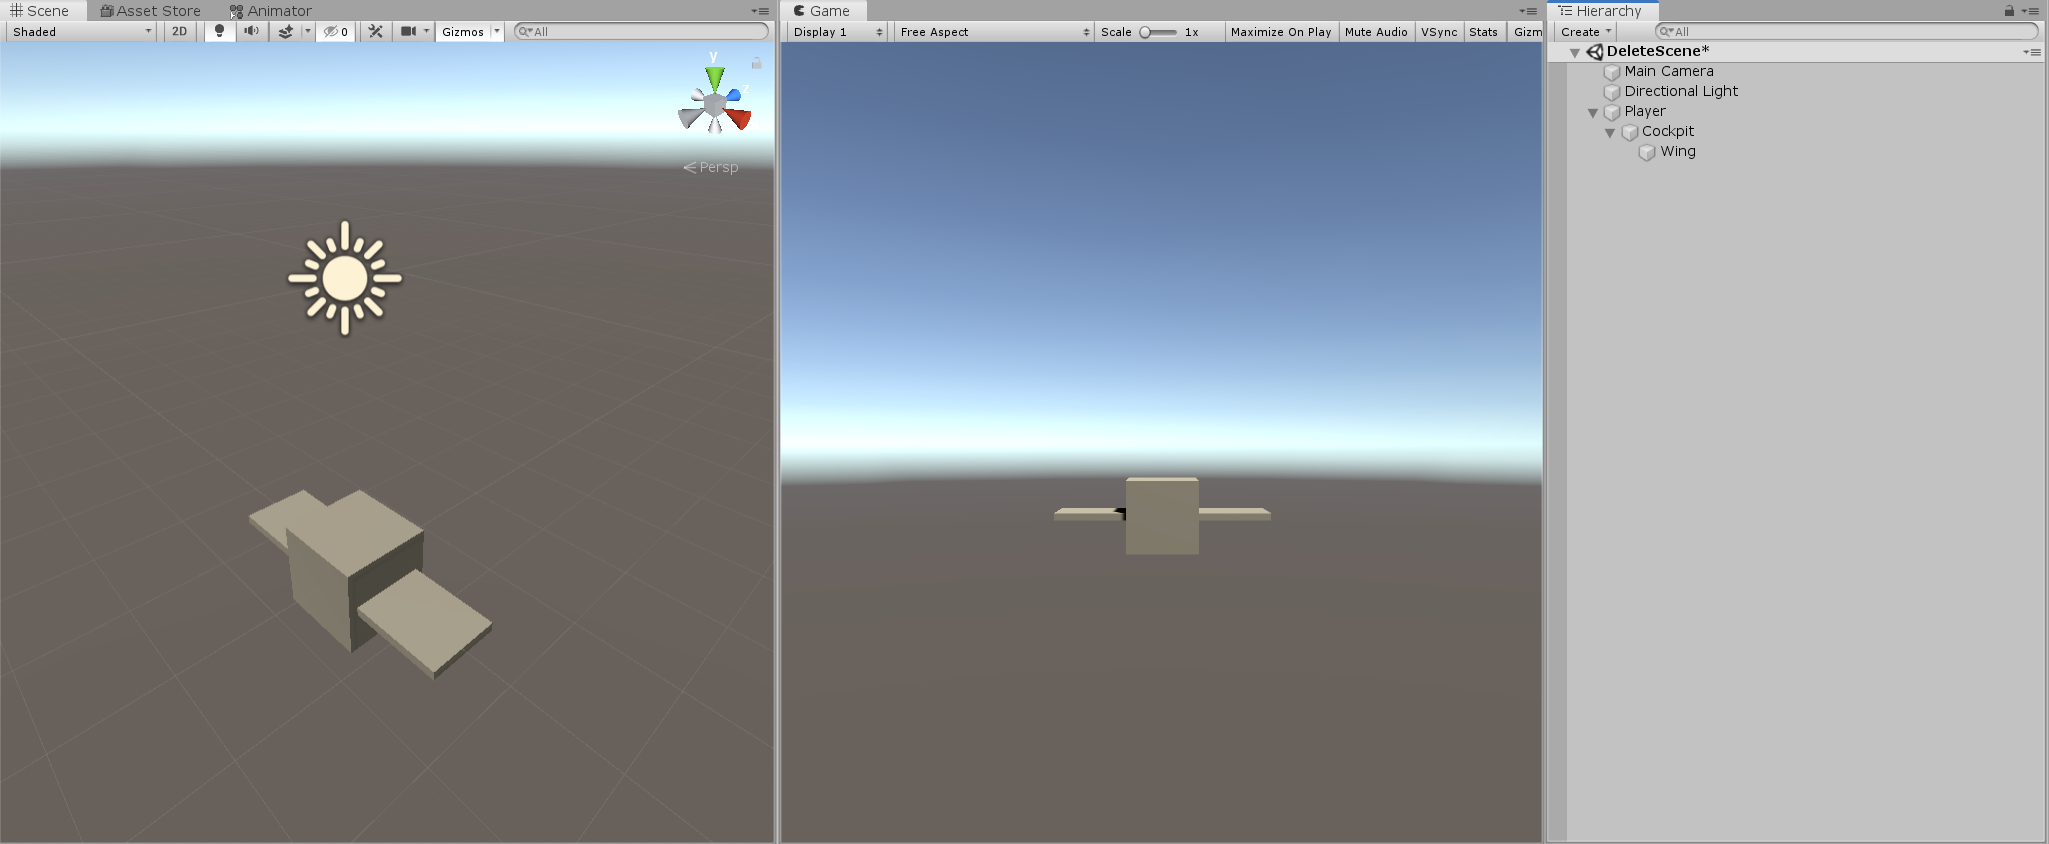 Scene Asset Store Animator
Shaded 2D 0 Gizmos All
y
z
Persp
Game
Display 1 Free Aspect Scale 1x Maximize On Play Mute Audio VSync Stats Gizm
Hierarchy
Create All
DeleteScene*
Main Camera
Directional Light
Player
Cockpit
Wing